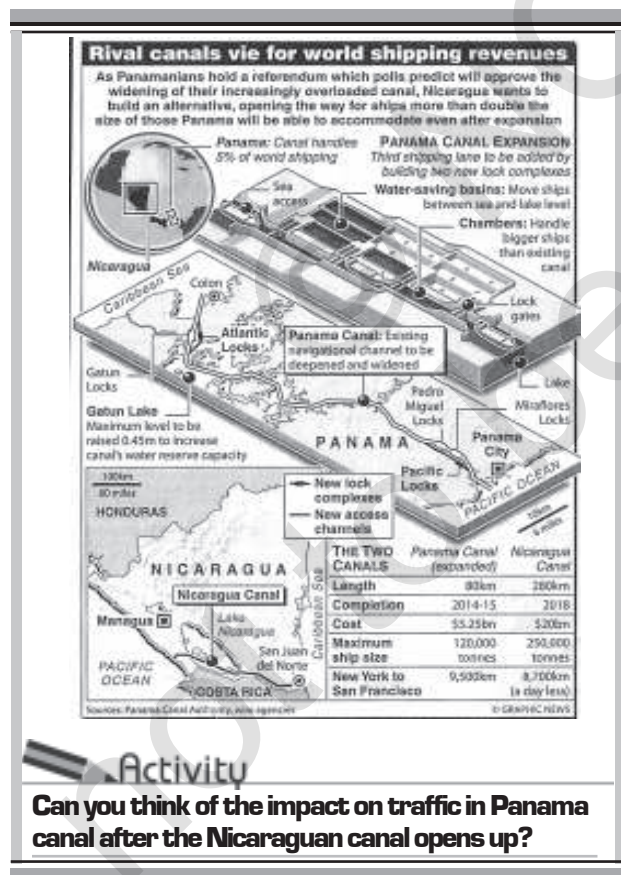 Rival canals vie for world shipping revenues
As Panamanians hold a referendum which polls predict will approve the
widening of their increasingly overloaded canal, Nicaragua wants to
build an alternative, opening the way for ships more than double the
size of those Panama will be able to accommodate even after expansion
Panama: Canal handles
5% of world shipping
PANAMA CANAL EXPANSION
Third shipping lane to be added by
building two new lock complexes
Water-saving basins: Move ships
between sea and lake level
Sea
access
Chambers: Handle
bigger ships
than existing
canal
Nicaragua
Lock
gates
Lake
Caribbean Sea
Colon
Atlantic
Locks
Panama Canal: Existing
navigational channel to be
deepened and widened
Gatun
Locks
Gatun Lake
Maximum level to be
raised 0.45m to increase
canal's water reserve capacity
Pedro
Miguel
Locks
Miraflores
Locks
PANAMA
Panama
City
Pacific
Locks
PACIFIC OCEAN
10km
6 miles
100km
60 miles
HONDURAS
New lock
complexes
New access
channels
NICARAGUA
Nicaragua Canal
Managua
Lake
Nicaragua
San Juan
del Norte
Caribbean Sea
PACIFIC
OCEAN
COSTA RICA
THE TWO CANALS Panama Canal (expanded) Nicaragua Canal
Length 80km 280km
Completion 2014-15 2018
Cost $5.25bn $20bn
Maximum ship size 120,000 tonnes 250,000 tonnes
New York to San Francisco 9,500km 8,700km (a day less)
Sources: Panama Canal Authority, wire agencies
© GRAPHIC NEWS
Activity
Can you think of the impact on traffic in Panama
canal after the Nicaraguan canal opens up?